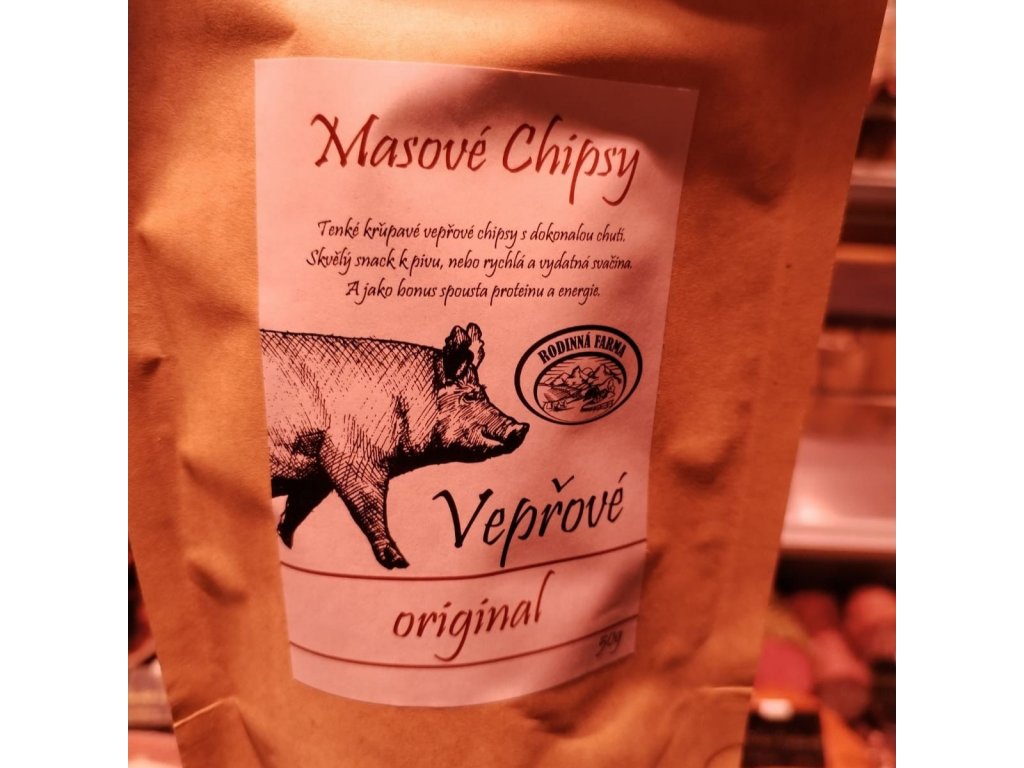 Masové Chipsy
Tenké křupavé vepřové chipsy s dokonalou chutí.
Skvělý snack k pivu, nebo rychlá a vydatná svačina.
A jako bonus spousta proteinu a energie.
RODINNÁ FARMA
Vepřové
original
50g